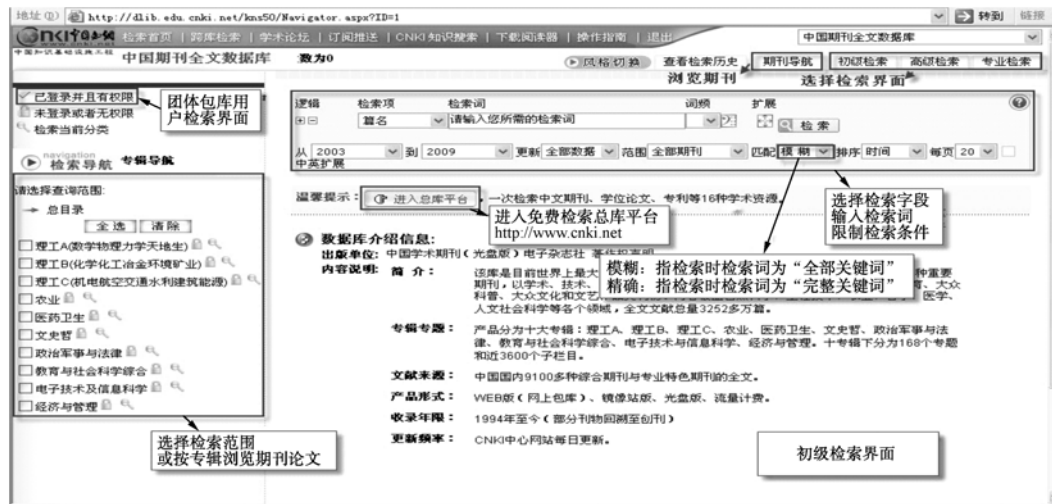 地址(D) http://dlib.edu.cnki.net/kns50/Navigator.aspx?ID=1 转到 链接
检索首页 | 跨库检索 | 学术论坛 | 订阅推送 | CNKI知识搜索 | 下载阅读器 | 操作指南 | 退出 中国期刊全文数据库
www.cnki.net
中国知识基础设施工程 中国期刊全文数据库 数为0 风格切换 查看检索历史 期刊导航 初级检索 高级检索 专业检索
浏览期刊 选择检索界面
已登录并且有权限
未登录或者无权限
检索当前分类
团体包库用
户检索界面
navigation
检索导航 专辑导航
请选择查询范围:
总目录
全选 清除
理工A(数学物理力学天地生)
理工B(化学化工冶金环境矿业)
理工C(机电航空交通水利建筑能源)
农业
医药卫生
文史哲
政治军事与法律
教育与社会科学综合
电子技术及信息科学
经济与管理
选择检索范围
或按专辑浏览期刊论文
逻辑 检索项 检索词 词频 扩展
篇名 请输入您所需的检索词 检索
从 2003 到 2009 更新 全部数据 范围 全部期刊 匹配 模糊 排序 时间 每页 20
中英扩展
温馨提示: 进入总库平台 ,一次检索中文期刊、学位论文、专利等16种学术资源。
进入免费检索总库平台
http://www.cnki.net
选择检索字段
输入检索词
限制检索条件
模糊：指检索时检索词为“全部关键词”
精确：指检索时检索词为“完整关键词”
数据库介绍信息:
出版单位: 中国学术期刊(光盘版)电子杂志社 著作权声明
内容说明: 简 介： 该库是目前世界上最大 种重要
期刊，以学术、技术、 大众
科普、大众文化和文艺 医学、
人文社会科学等各个领域，全文文献总量3252多万篇。
专辑专题： 产品分为十大专辑：理工A、理工B、理工C、农业、医药卫生、文史哲、政治军事与法
律、教育与社会科学综合、电子技术与信息科学、经济与管理。十专辑下分为168个专题
和近3600个子栏目。
文献来源： 中国国内9100多种综合期刊与专业特色期刊的全文。
产品形式： WEB版(网上包库)、镜像站版、光盘版、流量计费。
收录年限： 1994年至今(部分刊物回溯至创刊)
更新频率： CNKI中心网站每日更新。
初级检索界面